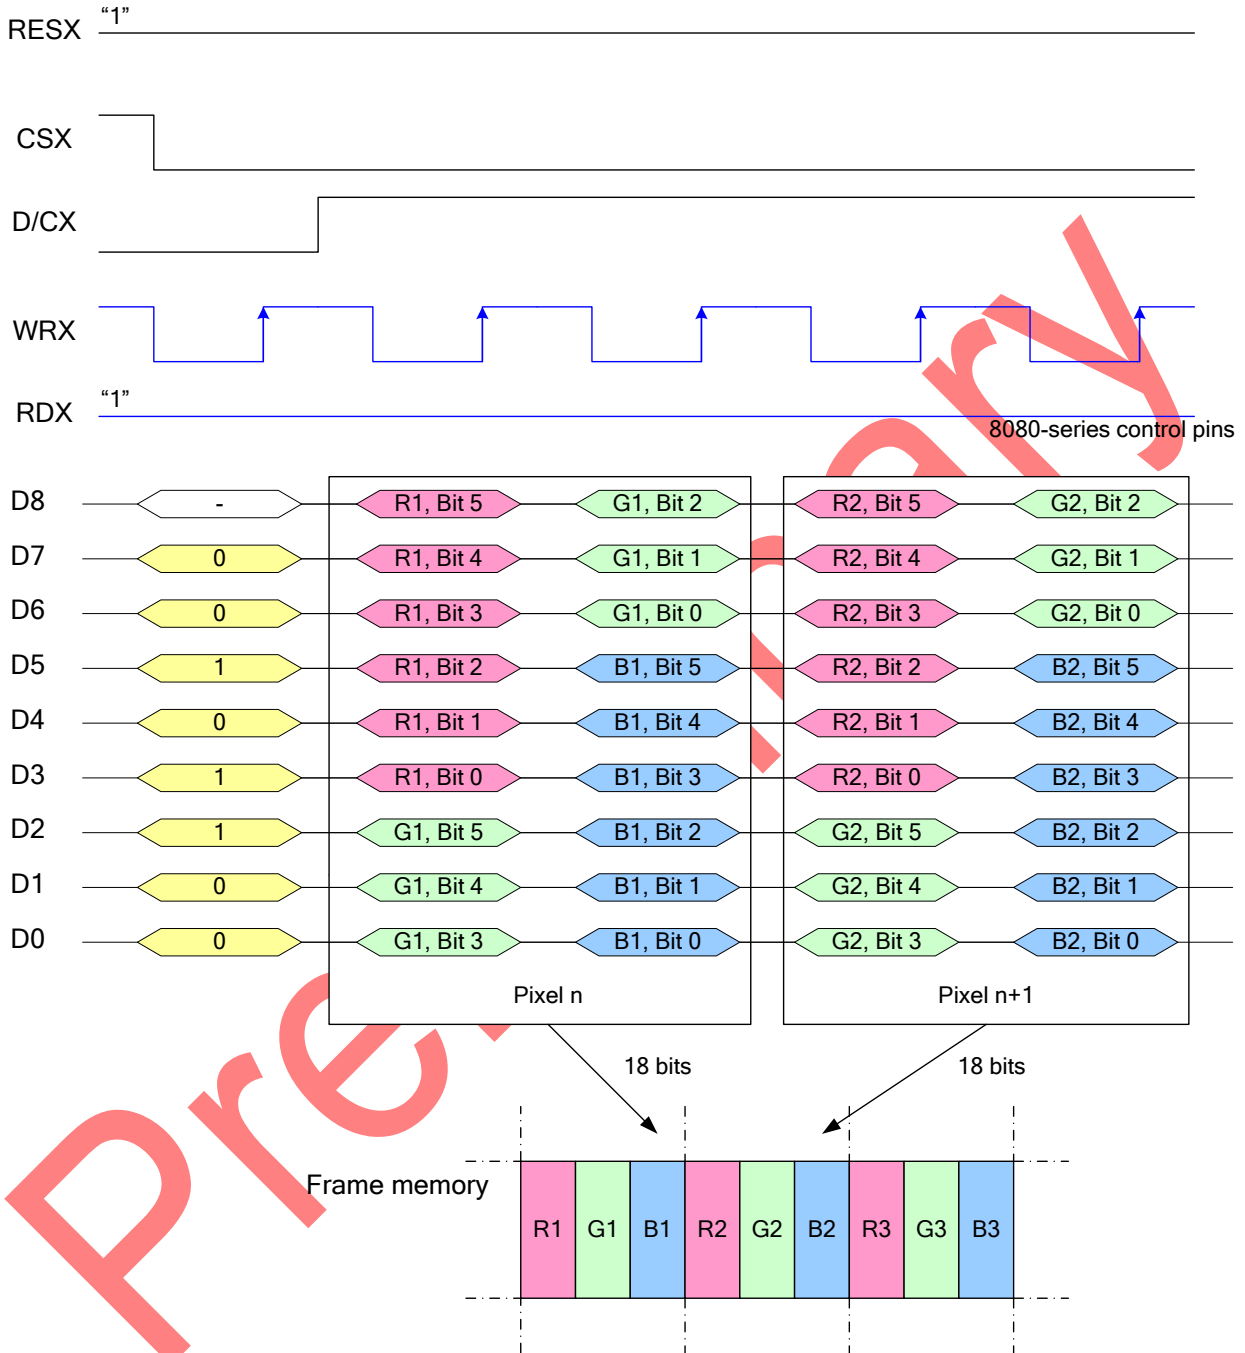 RESX “1”
CSX
D/CX
WRX
RDX “1”
8080-series control pins
D8 - R1, Bit 5 G1, Bit 2 R2, Bit 5 G2, Bit 2
D7 0 R1, Bit 4 G1, Bit 1 R2, Bit 4 G2, Bit 1
D6 0 R1, Bit 3 G1, Bit 0 R2, Bit 3 G2, Bit 0
D5 1 R1, Bit 2 B1, Bit 5 R2, Bit 2 B2, Bit 5
D4 0 R1, Bit 1 B1, Bit 4 R2, Bit 1 B2, Bit 4
D3 1 R1, Bit 0 B1, Bit 3 R2, Bit 0 B2, Bit 3
D2 1 G1, Bit 5 B1, Bit 2 G2, Bit 5 B2, Bit 2
D1 0 G1, Bit 4 B1, Bit 1 G2, Bit 4 B2, Bit 1
D0 0 G1, Bit 3 B1, Bit 0 G2, Bit 3 B2, Bit 0
Pixel n Pixel n+1
18 bits 18 bits
Frame memory
R1 G1 B1 R2 G2 B2 R3 G3 B3